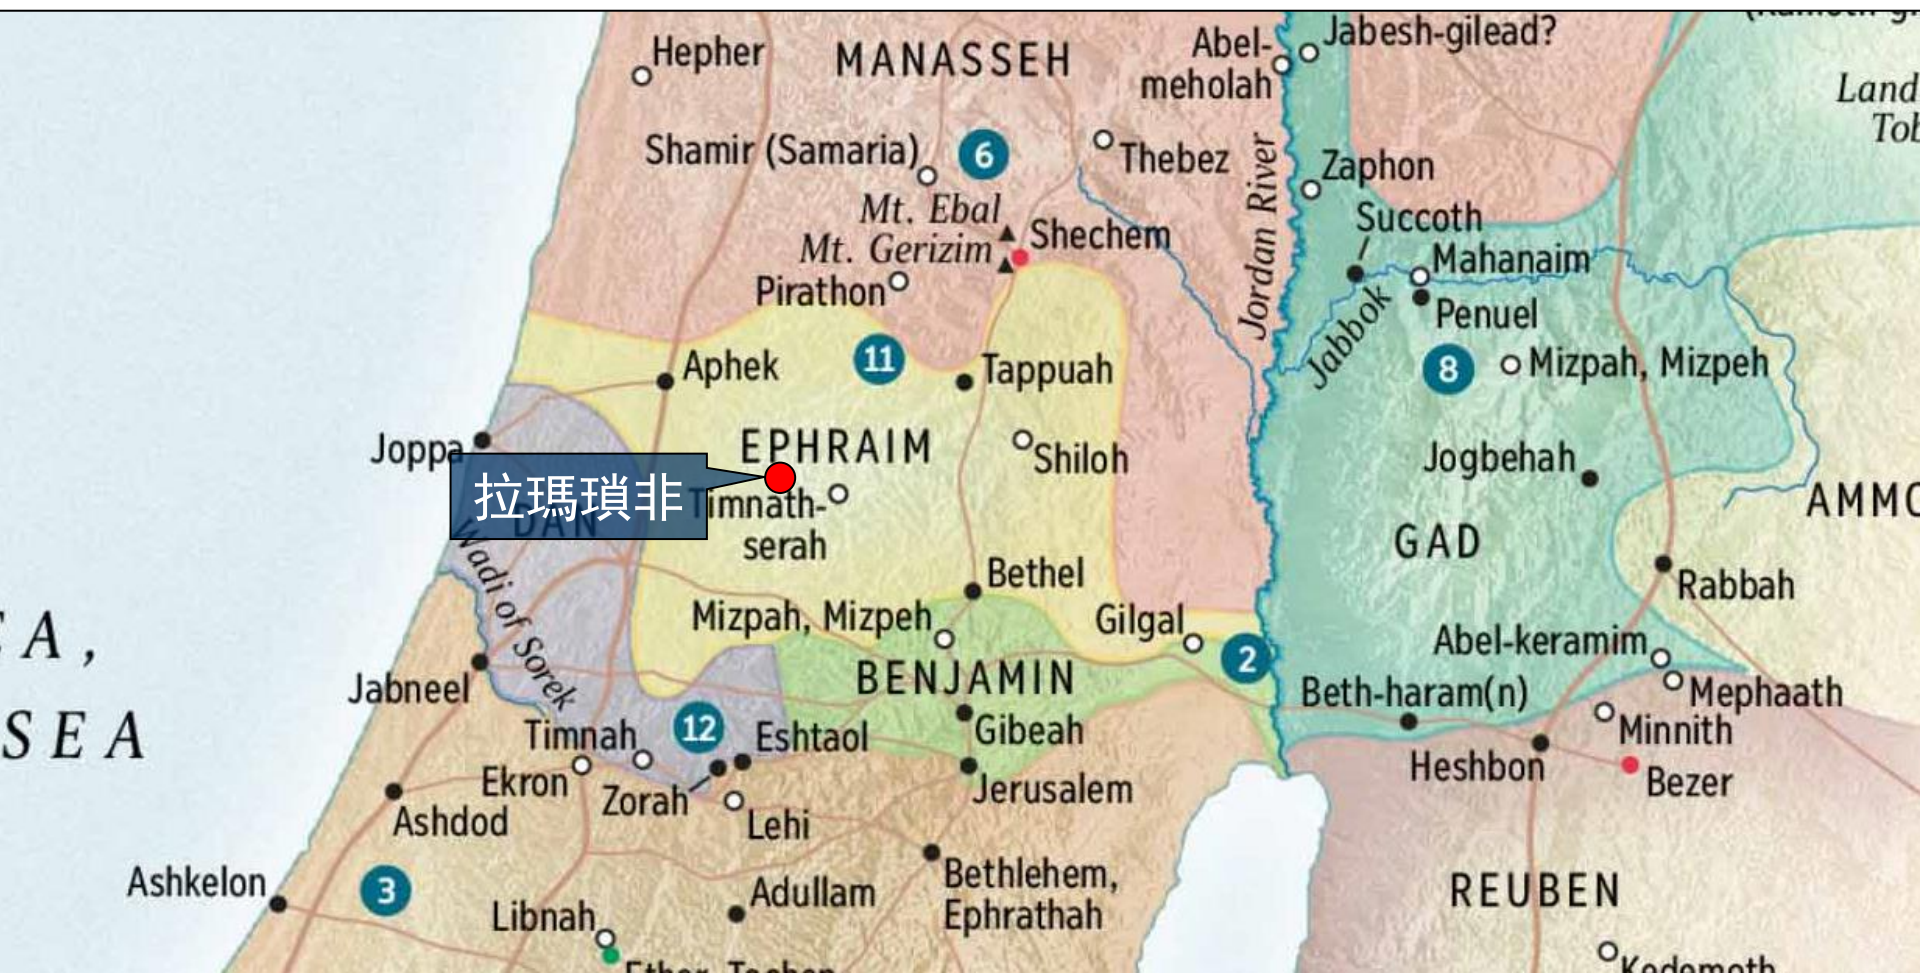 Hepher
MANASSEH
Abel-
meholah
Jabesh-gilead?
Land
Shamir (Samaria)
6
Thebez
Jordan River
Zaphon
Mt. Ebal
Mt. Gerizim
Shechem
Succoth
Mahanaim
Pirathon
Jabbok
Penuel
Aphek
11
Tappuah
8
Mizpah, Mizpeh
Joppa
EPHRAIM
Shiloh
Jogbehah
拉瑪瑣非
DAN
Timnath-
serah
GAD
AMMO
Wadi of Sorek
Bethel
Rabbah
Mizpah, Mizpeh
Gilgal
Abel-keramim
2
BENJAMIN
Jabneel
Beth-haram(n)
Mephaath
12
Timnah
Eshtaol
Gibeah
Minnith
Ekron
Zorah
Jerusalem
Heshbon
Bezer
Ashdod
Lehi
SEA
Ashkelon
3
Adullam
Bethlehem,
Ephrathah
REUBEN
Libnah